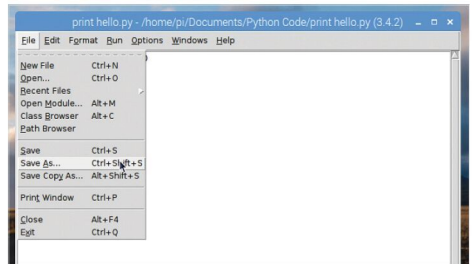 print hello.py - /home/pi/Documents/Python Code/print hello.py (3.4.2)
File Edit Format Run Options Windows Help
New File Ctrl+N
Open... Ctrl+O
Recent Files
Open Module... Alt+M
Class Browser Alt+C
Path Browser
Save Ctrl+S
Save As... Ctrl+Shift+S
Save Copy As... Alt+Shift+S
Print Window Ctrl+P
Close Alt+F4
Exit Ctrl+Q